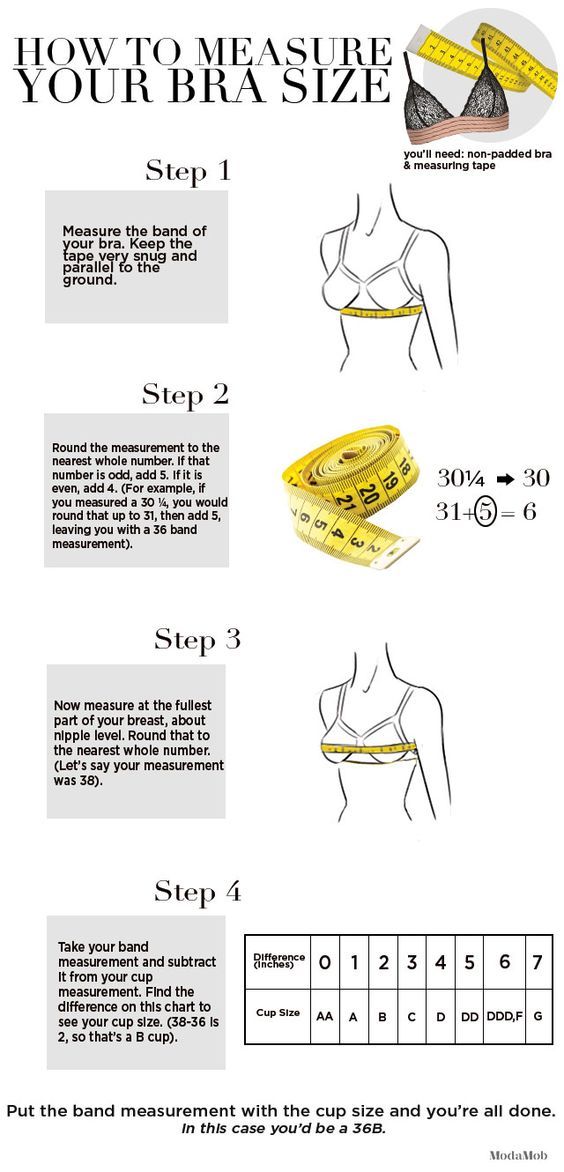 HOW TO MEASURE
YOUR BRA SIZE
you'll need: non-padded bra
& measuring tape
Step 1
Measure the band of
your bra. Keep the
tape very snug and
parallel to the
ground.
Step 2
Round the measurement to the
nearest whole number. If that
number is odd, add 5. If it is
even, add 4. (For example, if
you measured a 30 ¼, you would
round that up to 31, then add 5,
leaving you with a 36 band
measurement).
18
19
20
21
7 6 5 4 3 2
30¼ → 30
31+5 = 6
Step 3
Now measure at the fullest
part of your breast, about
nipple level. Round that to
the nearest whole number.
(Let's say your measurement
was 38).
Step 4
Take your band
measurement and subtract
it from your cup
measurement. Find the
difference on this chart to
see your cup size. (38-36 is
2, so that's a B cup).
Difference (Inches) 0 1 2 3 4 5 6 7
Cup Size AA A B C D DD DDD,F G
Put the band measurement with the cup size and you're all done.
In this case you'd be a 36B.
ModaMob